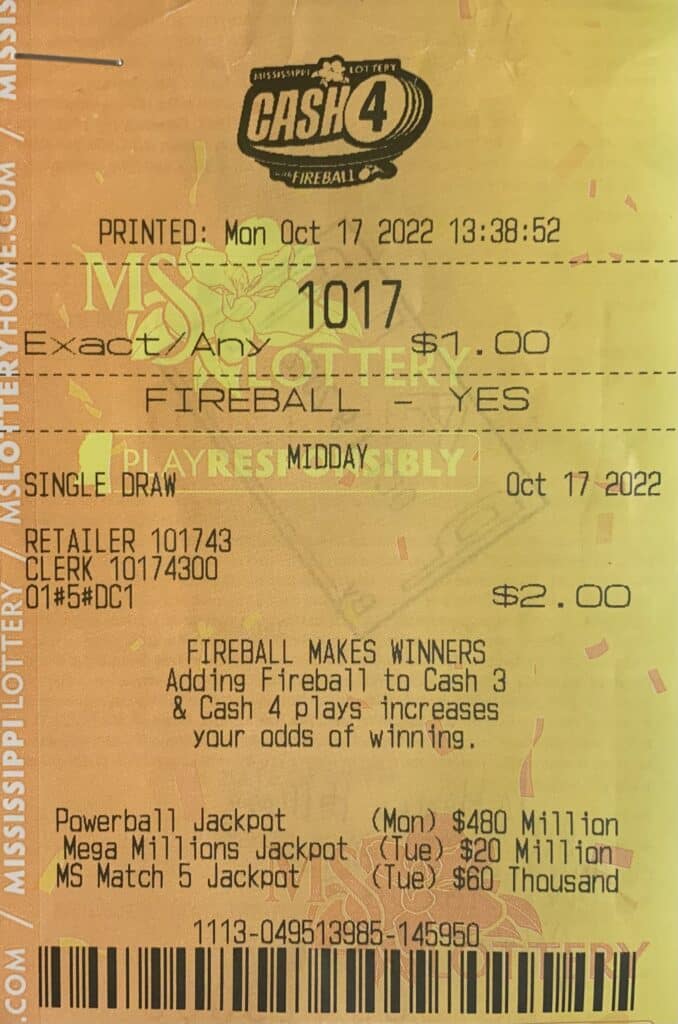 MISSISSIPPI LOTTERY
CASH 4
with FIREBALL
PRINTED: Mon Oct 17 2022 13:38:52
MS LOTTERY
1017
Exact/Any $1.00
FIREBALL - YES
PLAY RESPONSIBLY
MIDDAY
SINGLE DRAW Oct 17 2022
RETAILER 101743
CLERK 10174300
01#5#DC1 $2.00
FIREBALL MAKES WINNERS
Adding Fireball to Cash 3
& Cash 4 plays increases
your odds of winning.
Powerball Jackpot (Mon) $480 Million
Mega Millions Jackpot (Tue) $20 Million
MS Match 5 Jackpot (Tue) $60 Thousand
MS LOTTERY
1113-049513985-145950
.COM / MISSISSIPPI LOTTERY / MSLOTTERYHOME.COM / MISSIS